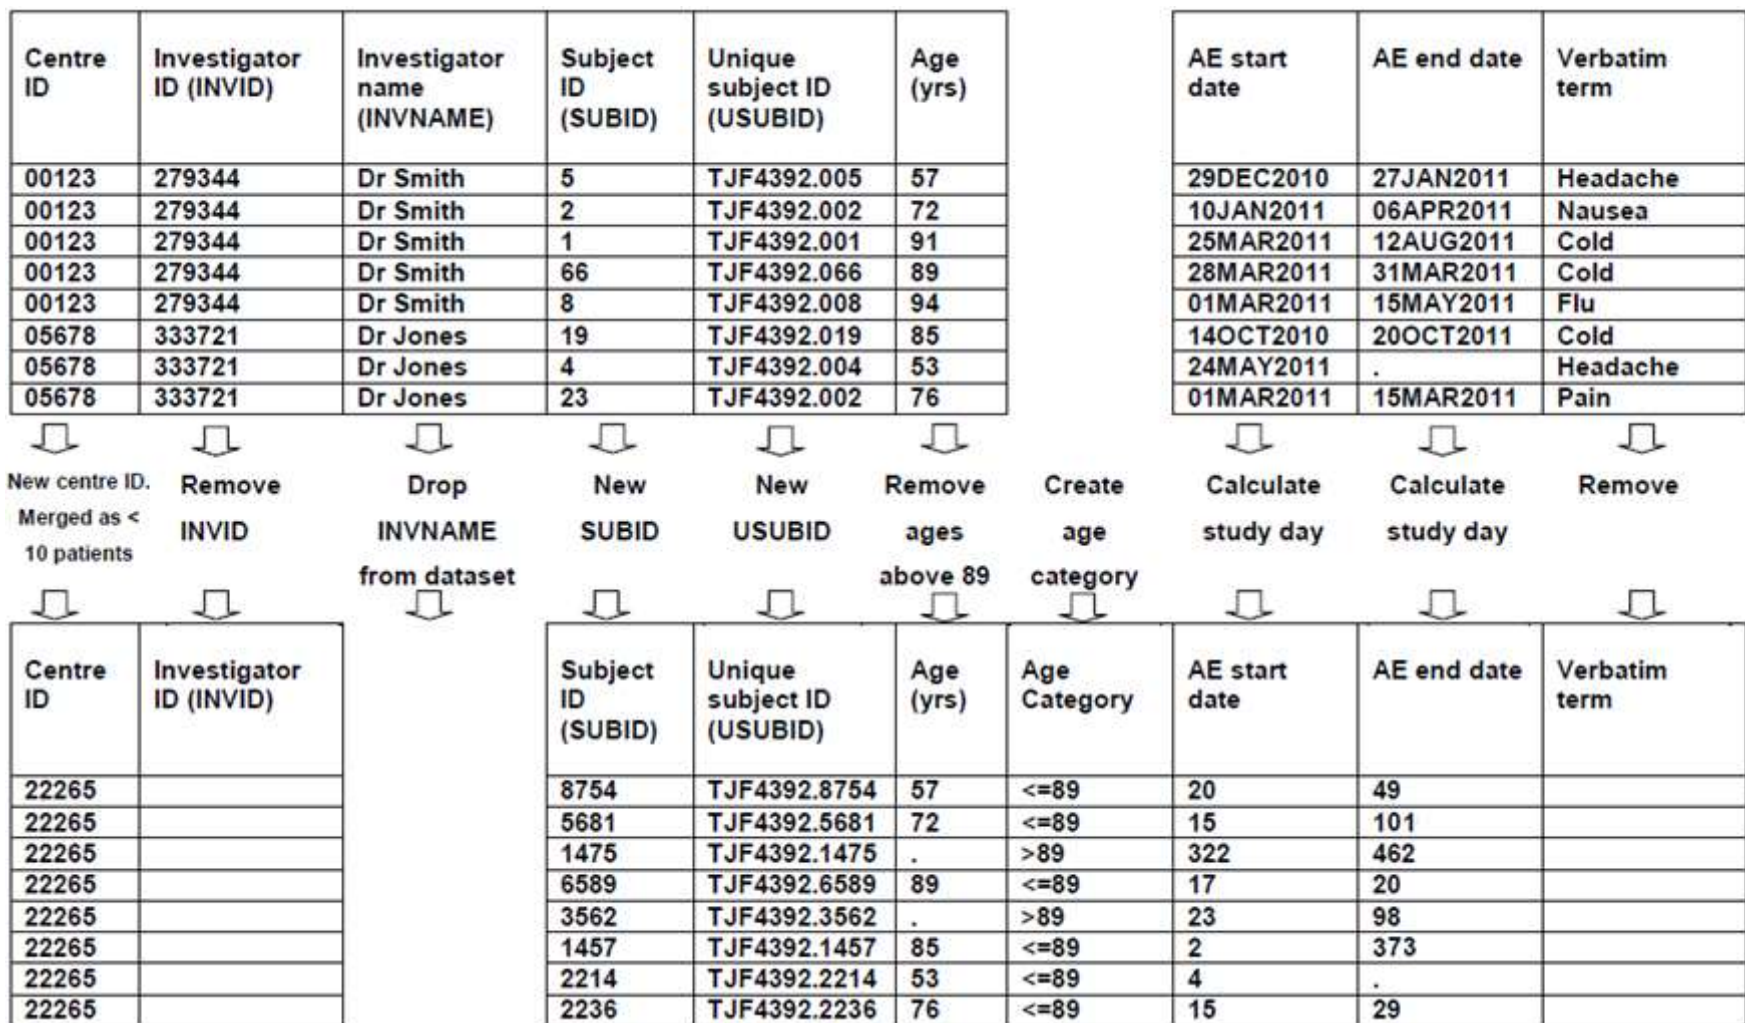 Centre Investigator Investigator Subject Unique Age AE start AE end date Verbatim
ID ID (INVID) name ID subject ID (yrs) date term
(INVNAME) (SUBID) (USUBID)
00123 279344 Dr Smith 5 TJF4392.005 57 29DEC2010 27JAN2011 Headache
00123 279344 Dr Smith 2 TJF4392.002 72 10JAN2011 06APR2011 Nausea
00123 279344 Dr Smith 1 TJF4392.001 91 25MAR2011 12AUG2011 Cold
00123 279344 Dr Smith 66 TJF4392.066 89 28MAR2011 31MAR2011 Cold
00123 279344 Dr Smith 8 TJF4392.008 94 01MAR2011 15MAY2011 Flu
05678 333721 Dr Jones 19 TJF4392.019 85 14OCT2010 20OCT2011 Cold
05678 333721 Dr Jones 4 TJF4392.004 53 24MAY2011 . Headache
05678 333721 Dr Jones 23 TJF4392.002 76 01MAR2011 15MAR2011 Pain
New centre ID. Remove Drop New New Remove Create Calculate Calculate Remove
Merged as < INVID INVNAME SUBID USUBID ages age study day study day
10 patients from dataset above 89 category
Centre Investigator Subject Unique Age Age AE start AE end date Verbatim
ID ID (INVID) ID subject ID (yrs) Category date term
(SUBID) (USUBID)
22265 8754 TJF4392.8754 57 <=89 20 49
22265 5681 TJF4392.5681 72 <=89 15 101
22265 1475 TJF4392.1475 . >89 322 462
22265 6589 TJF4392.6589 89 <=89 17 20
22265 3562 TJF4392.3562 . >89 23 98
22265 1457 TJF4392.1457 85 <=89 2 373
22265 2214 TJF4392.2214 53 <=89 4 .
22265 2236 TJF4392.2236 76 <=89 15 29